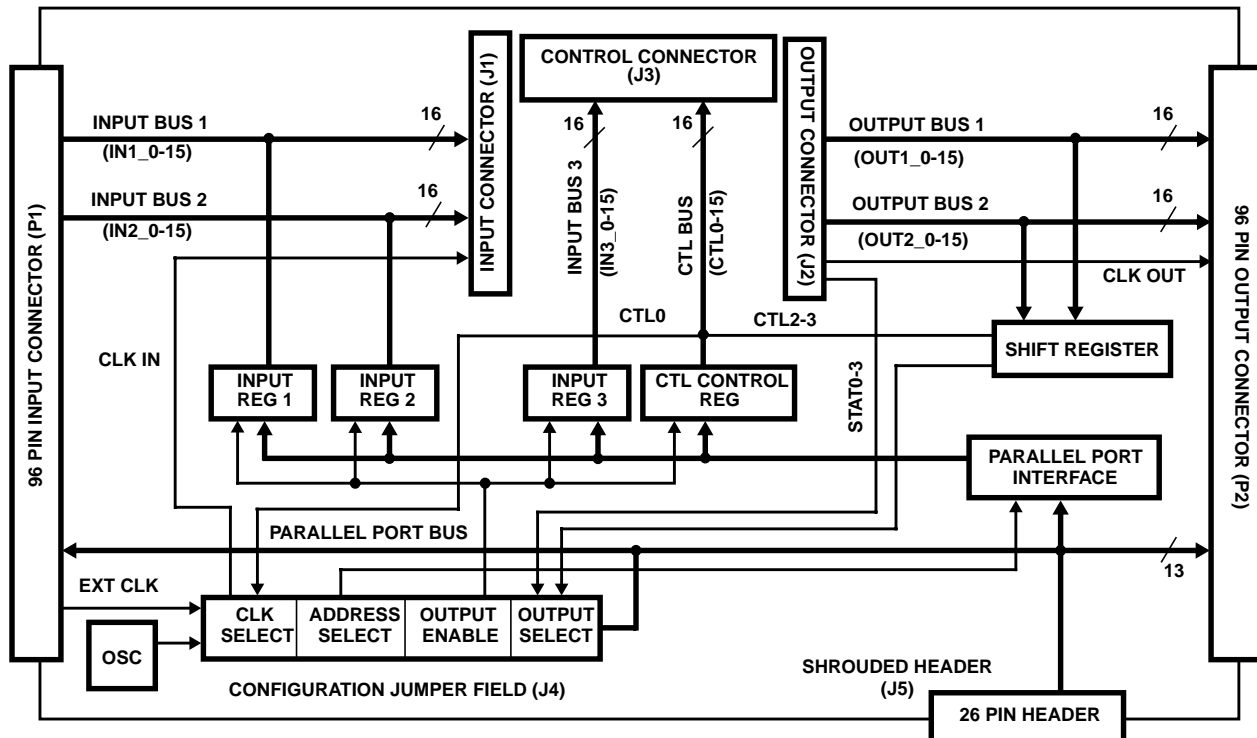 96 PIN INPUT CONNECTOR (P1)
INPUT BUS 1
(IN1_0-15)
16
INPUT BUS 2
(IN2_0-15)
16
INPUT CONNECTOR (J1)
CONTROL CONNECTOR
(J3)
16
INPUT BUS 3
(IN3_0-15)
16
CTL BUS
(CTL0-15)
OUTPUT CONNECTOR (J2)
OUTPUT BUS 1
(OUT1_0-15)
16
OUTPUT BUS 2
(OUT2_0-15)
16
CLK OUT
96 PIN OUTPUT CONNECTOR (P2)
CLK IN
CTL0
CTL2-3
STAT0-3
SHIFT REGISTER
INPUT
REG 1
INPUT
REG 2
INPUT
REG 3
CTL CONTROL
REG
PARALLEL PORT
INTERFACE
PARALLEL PORT BUS
13
EXT CLK
OSC
CLK
SELECT
ADDRESS
SELECT
OUTPUT
ENABLE
OUTPUT
SELECT
CONFIGURATION JUMPER FIELD (J4)
SHROUDED HEADER
(J5)
26 PIN HEADER